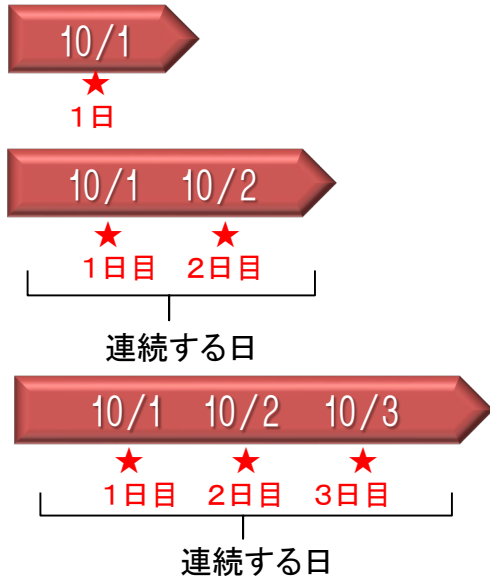 10/1
★
1日
10/1 10/2
★ ★
1日目 2日目
連続する日
10/1 10/2 10/3
★ ★ ★
1日目 2日目 3日目
連続する日